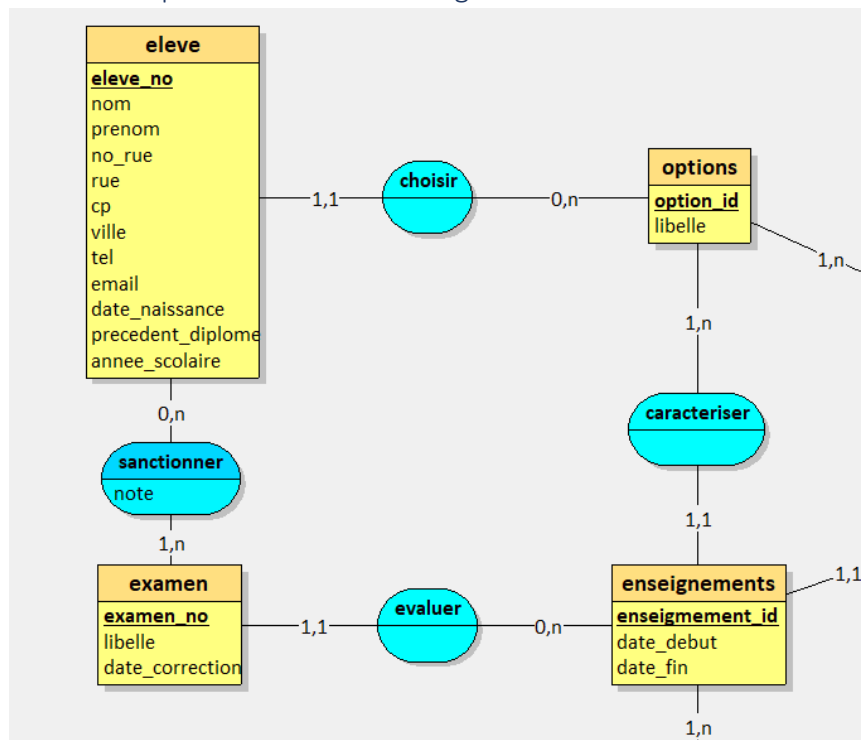 eleve
eleve_no
nom
prenom
no_rue
rue
cp
ville
tel
email
date_naissance
precedent_diplome
annee_scolaire
1,1
choisir
0,n
options
option_id
libelle
1,n
1,n
caracteriser
1,1
0,n
sanctionner
note
1,n
examen
examen_no
libelle
date_correction
1,1
evaluer
0,n
enseignements
enseigmement_id
date_debut
date_fin
1,1
1,n